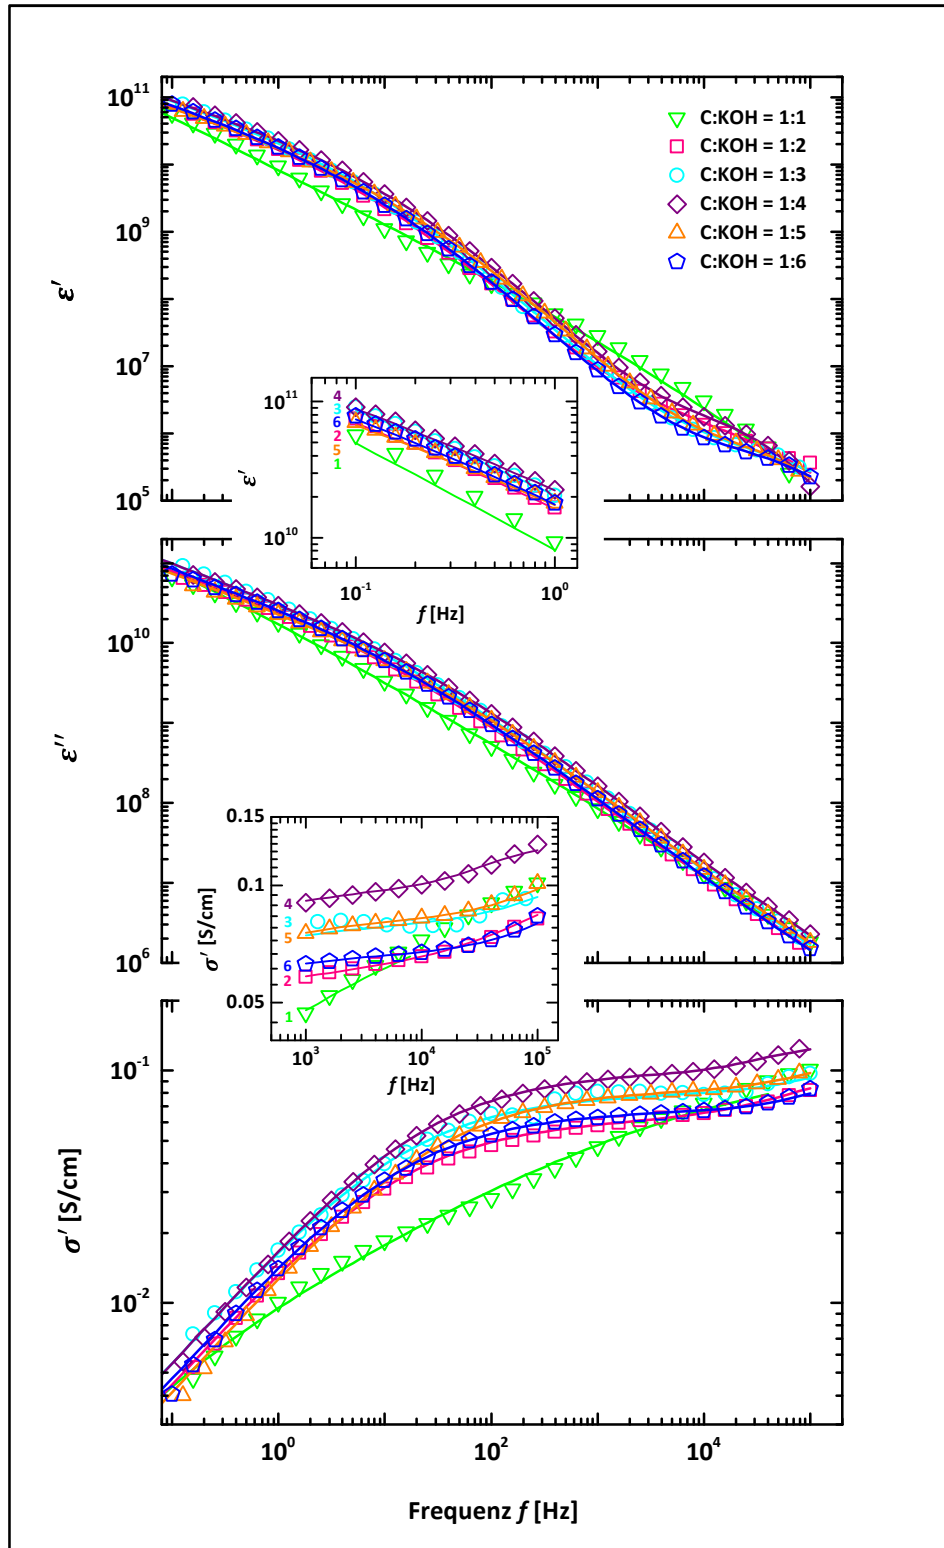 10¹¹
C:KOH = 1:1
C:KOH = 1:2
C:KOH = 1:3
C:KOH = 1:4
C:KOH = 1:5
C:KOH = 1:6
10⁹
ε′
10⁷
10⁵
10¹¹
4
3
6
2
5
1
ε′
10¹⁰
10⁻¹
10⁰
f [Hz]
10¹⁰
ε′′
10⁸
10⁶
0.15
0.1
0.05
σ′ [S/cm]
4
3
5
6
2
1
10³
10⁴
10⁵
f [Hz]
10⁻¹
σ′ [S/cm]
10⁻²
10⁰
10²
10⁴
Frequenz f [Hz]